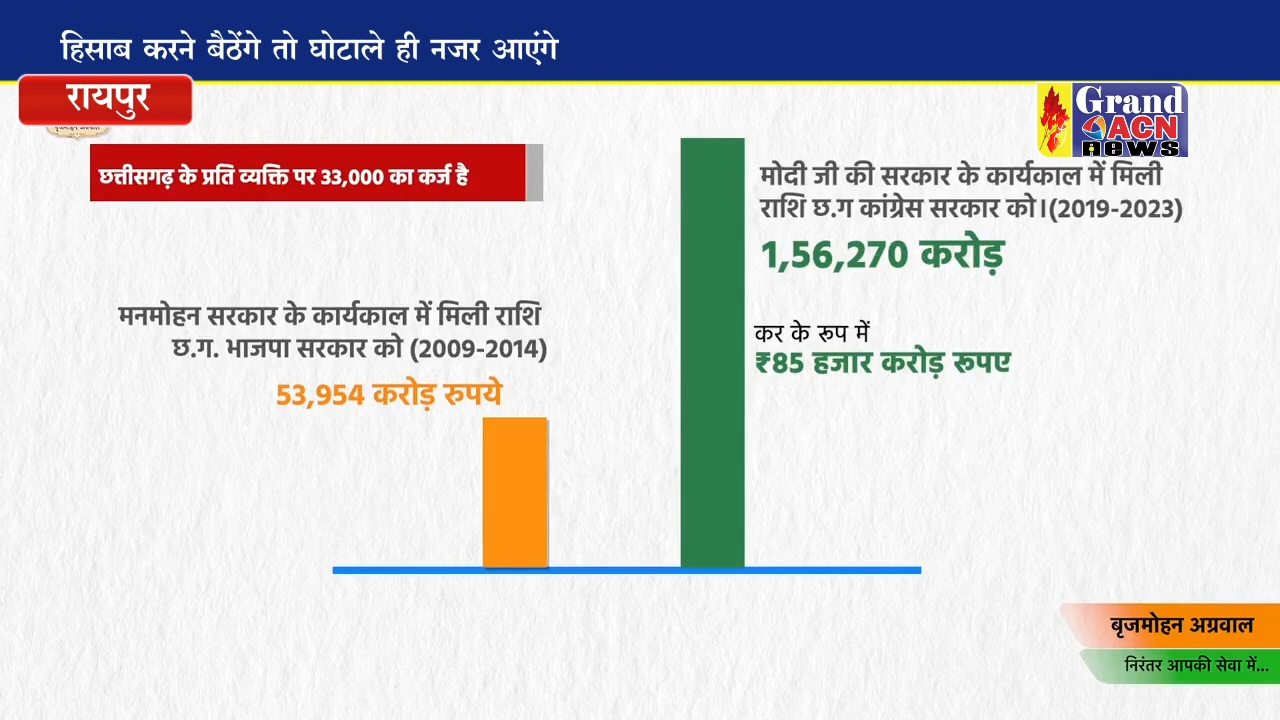 हिसाब करने बैठेंगे तो घोटाले ही नजर आएंगे
रायपुर
Grand
ACN
news
छत्तीसगढ़ के प्रति व्यक्ति पर 33,000 का कर्ज है
मोदी जी की सरकार के कार्यकाल में मिली
राशि छ.ग कांग्रेस सरकार को।(2019-2023)
1,56,270 करोड़
मनमोहन सरकार के कार्यकाल में मिली राशि
छ.ग. भाजपा सरकार को (2009-2014)
53,954 करोड़ रुपये
कर के रूप में
₹85 हजार करोड़ रूपए
बृजमोहन अग्रवाल
निरंतर आपकी सेवा में...